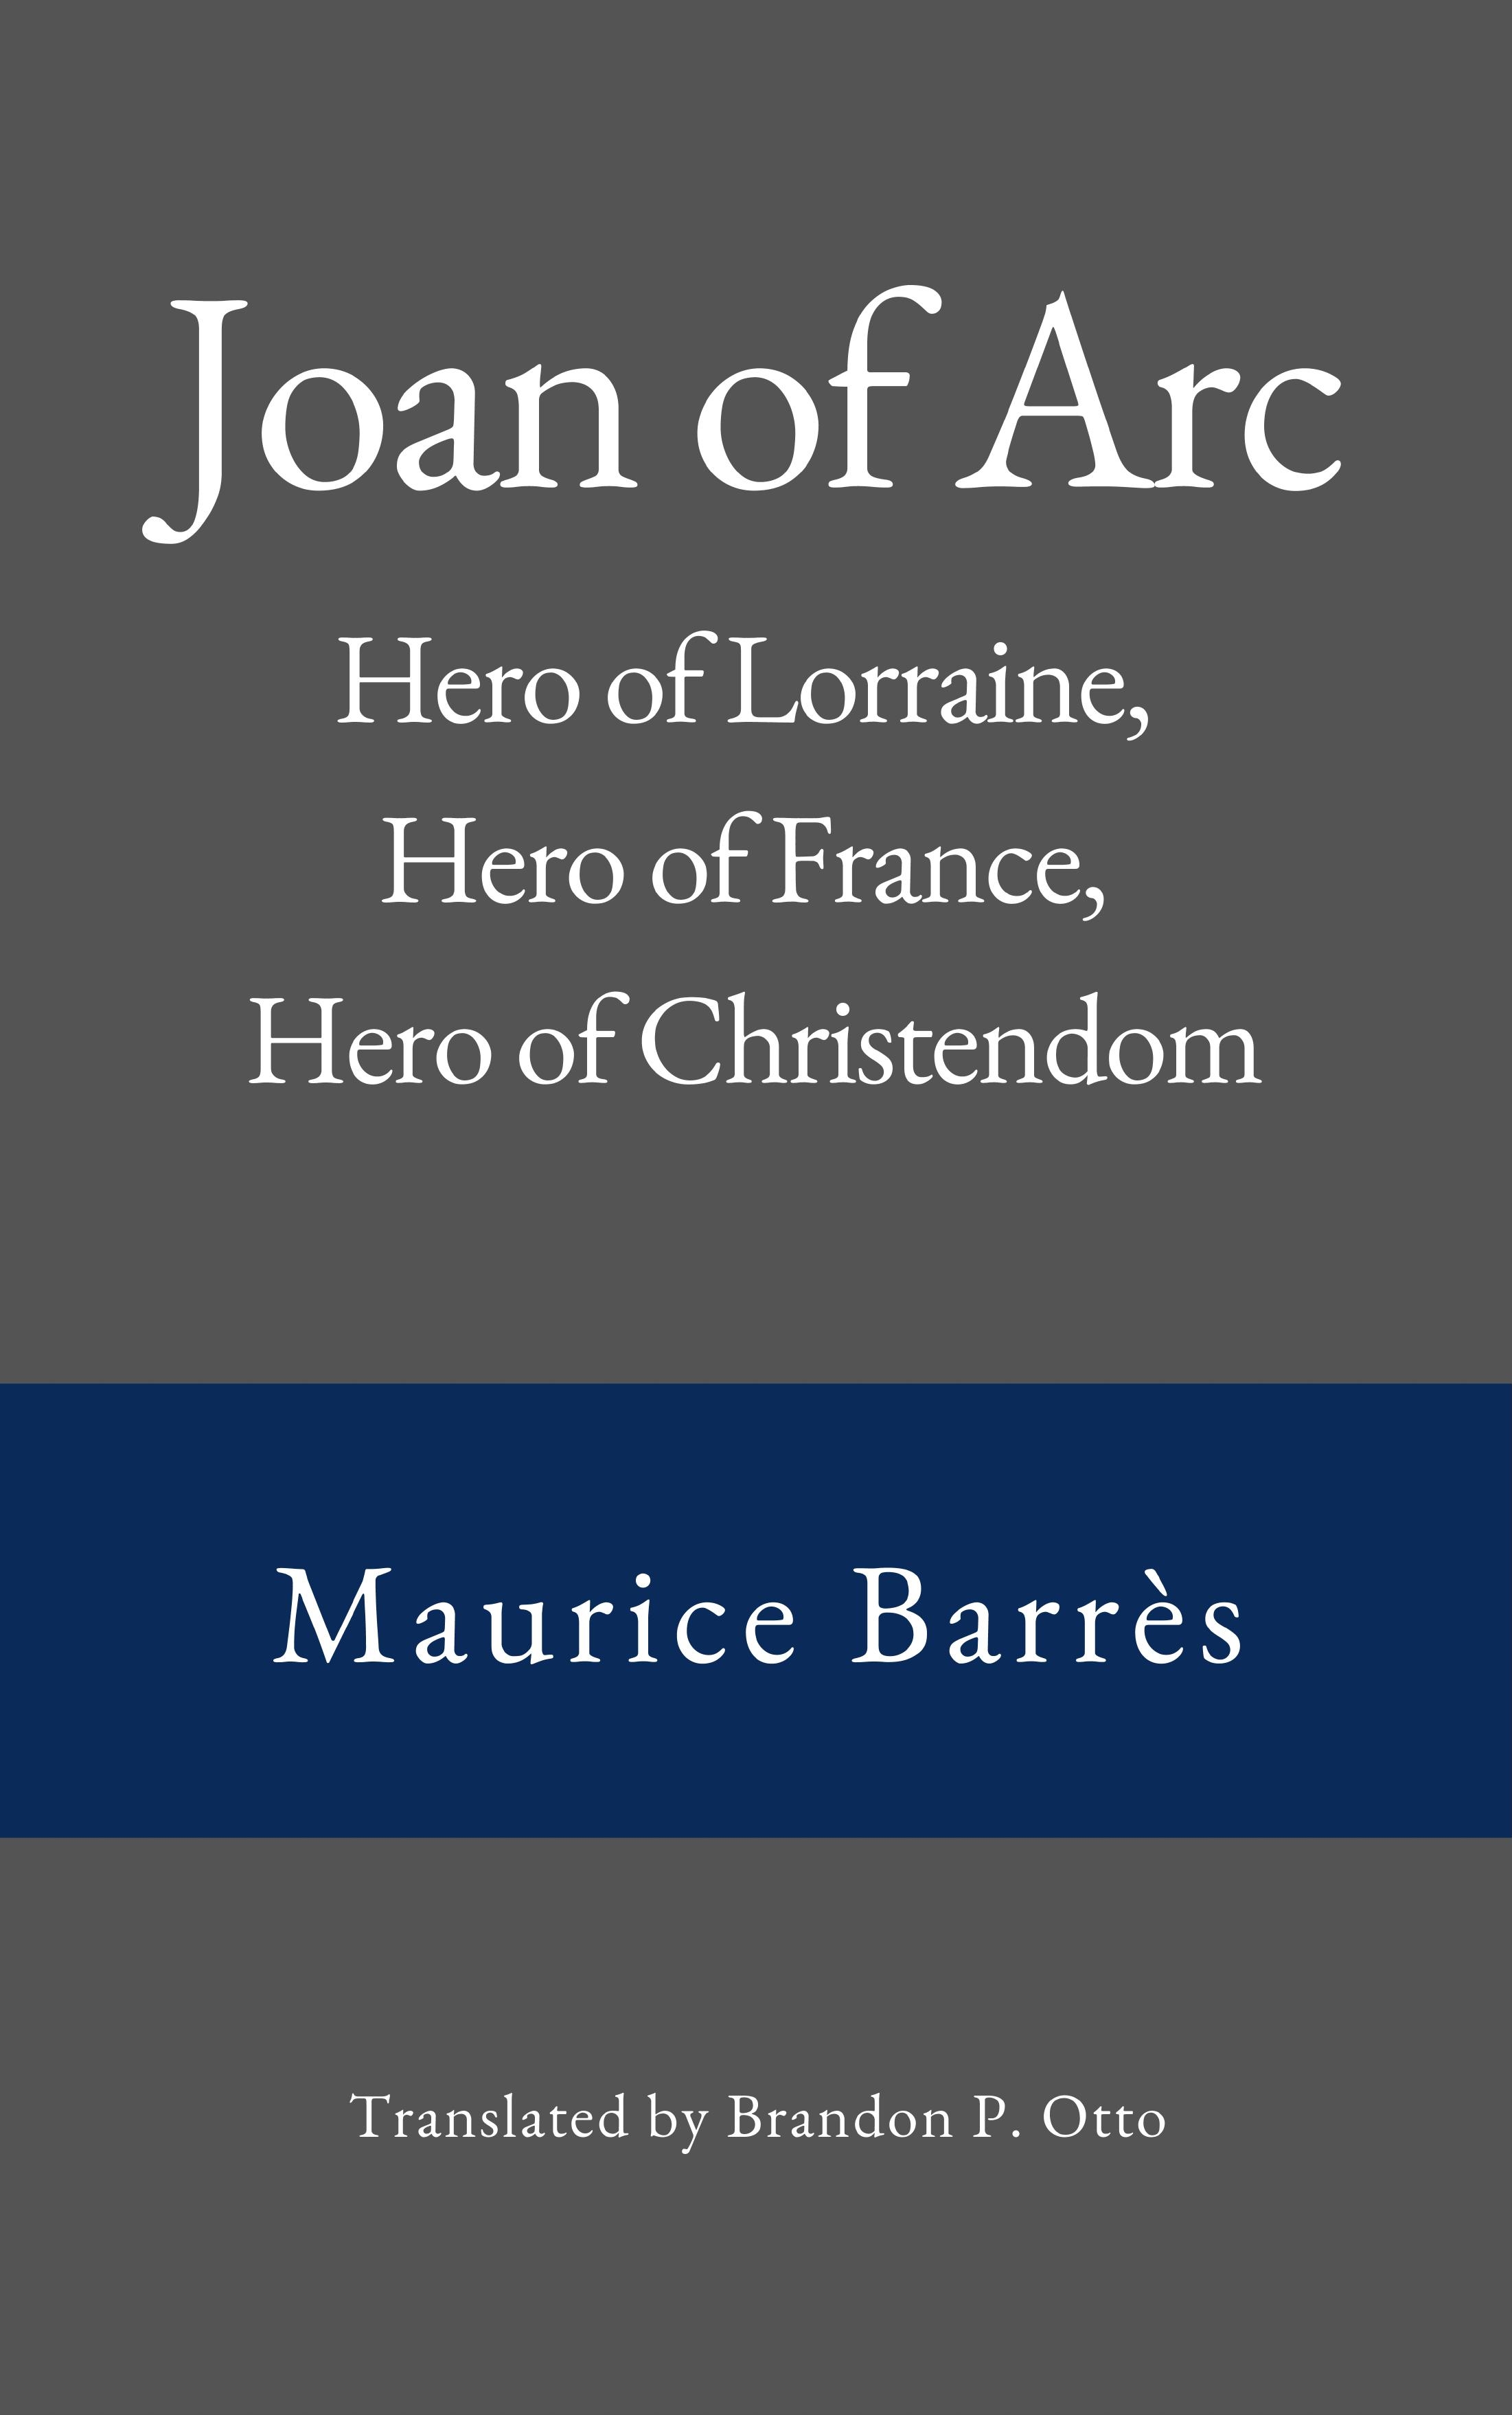 Joan of Arc
Hero of Lorraine,
Hero of France,
Hero of Christendom
Maurice Barrès
Translated by Brandon P. Otto